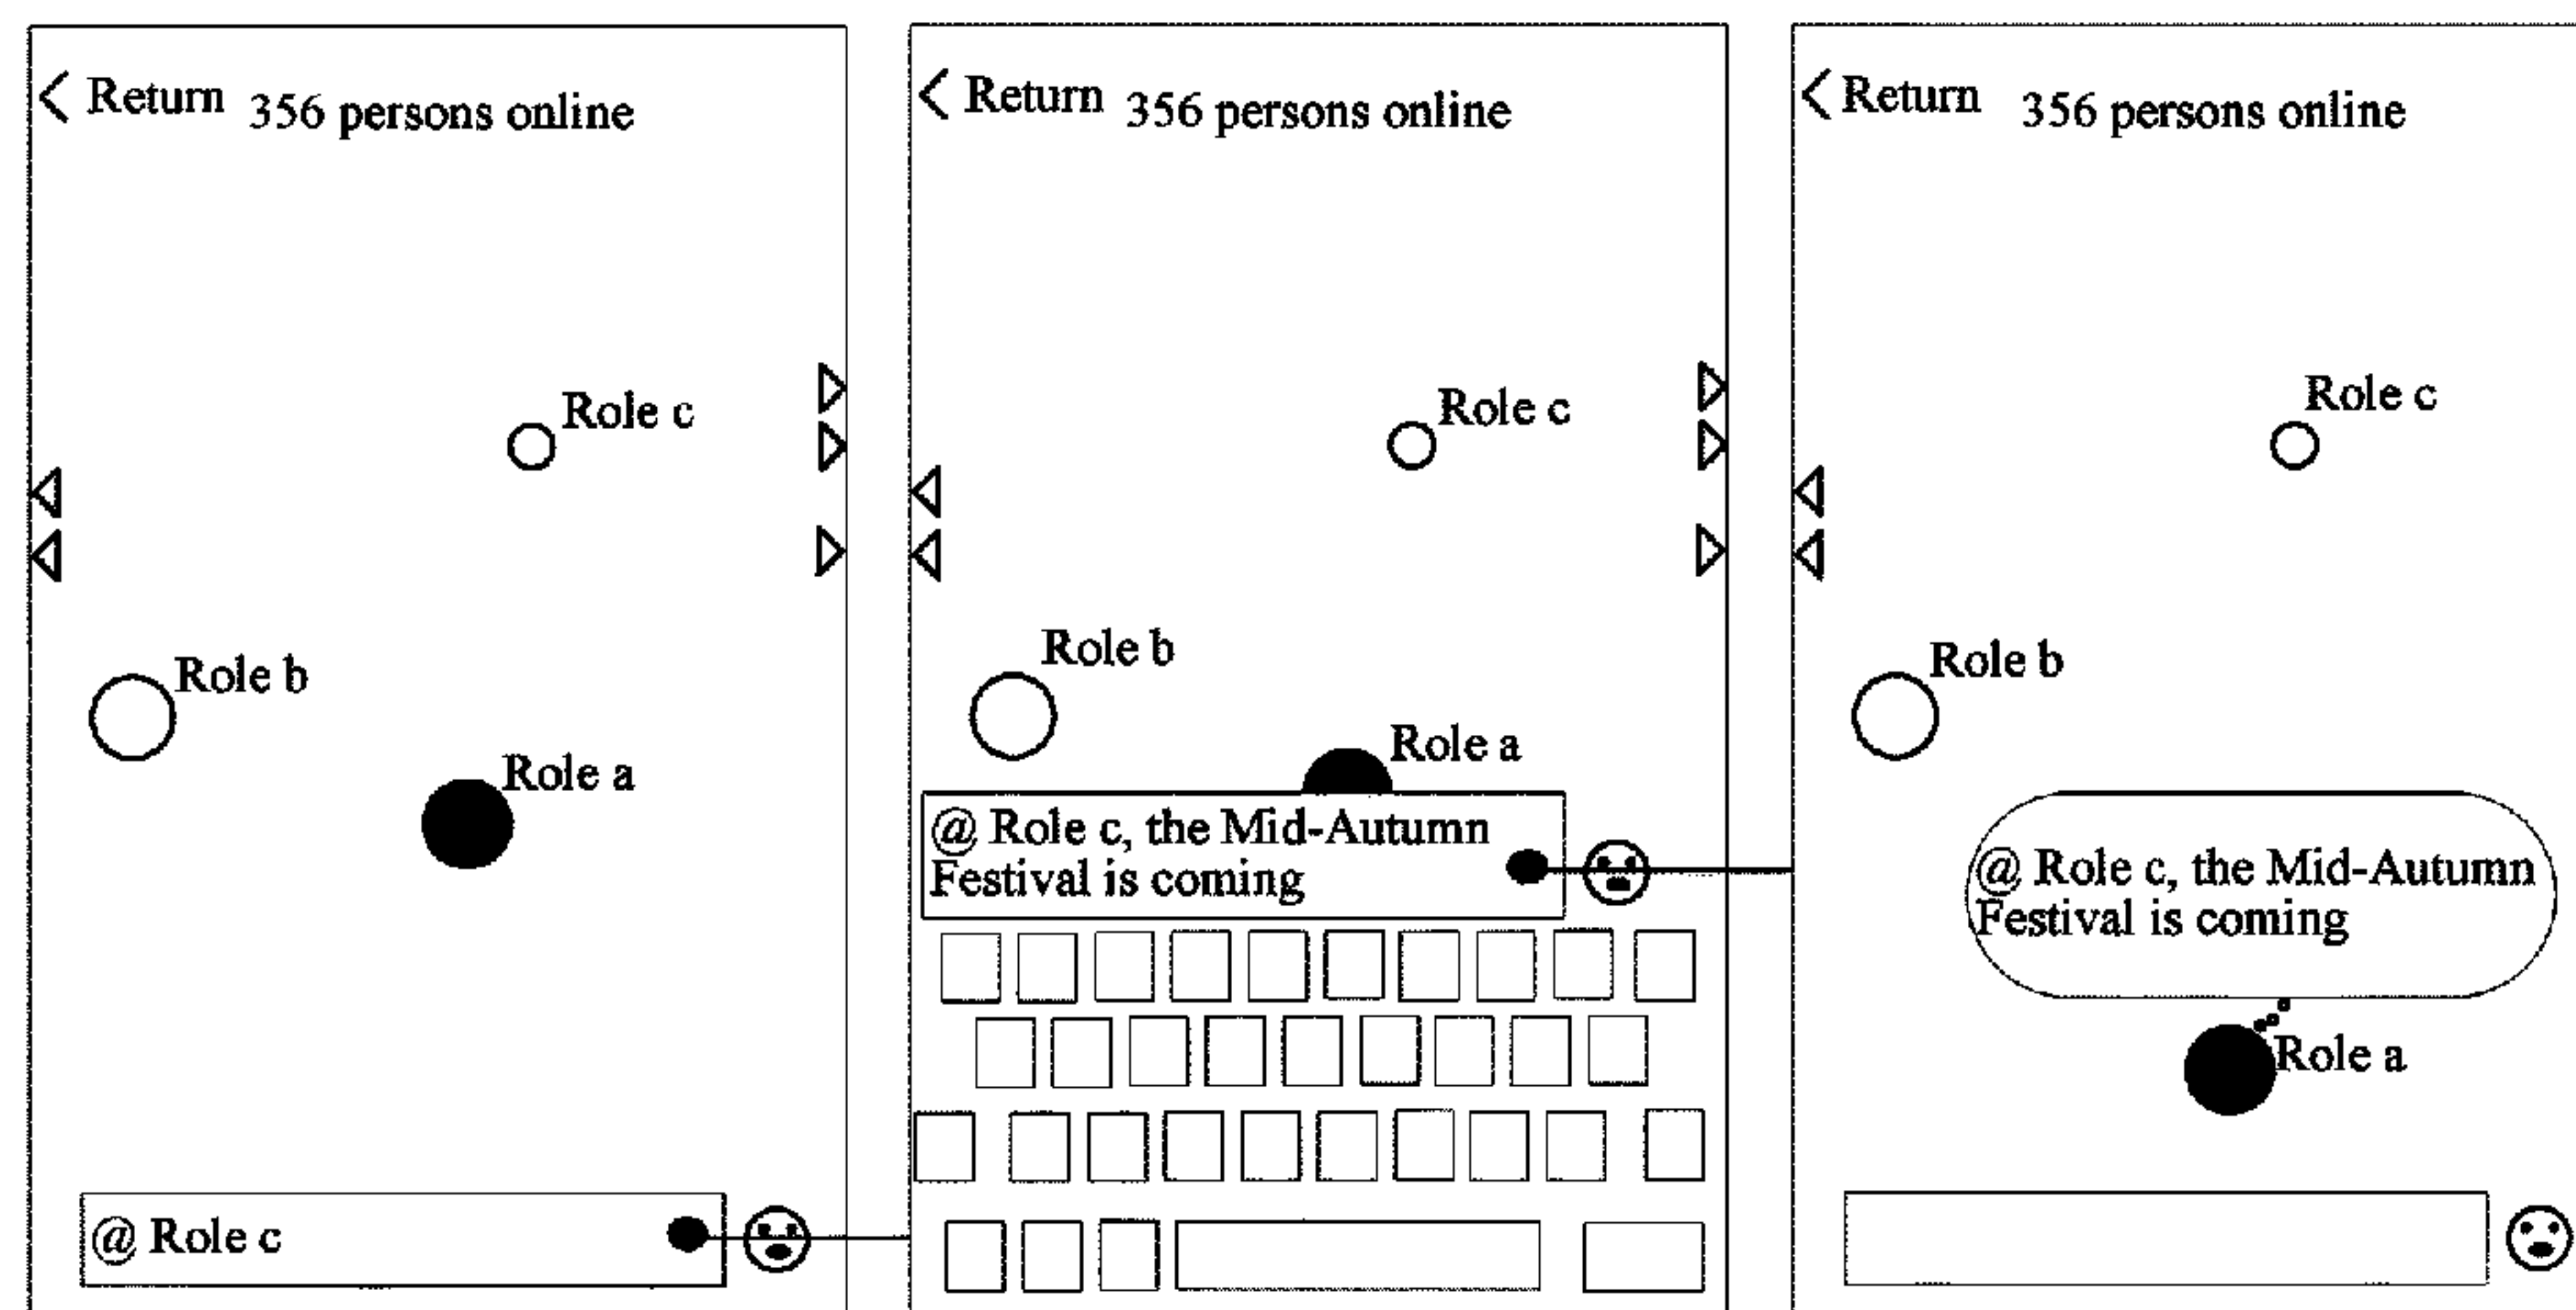 Return 356 persons online
Role c
Role b
Role a
@ Role c
Return 356 persons online
Role c
Role b
Role a
@ Role c, the Mid-Autumn
Festival is coming
Return 356 persons online
Role c
Role b
@ Role c, the Mid-Autumn
Festival is coming
Role a